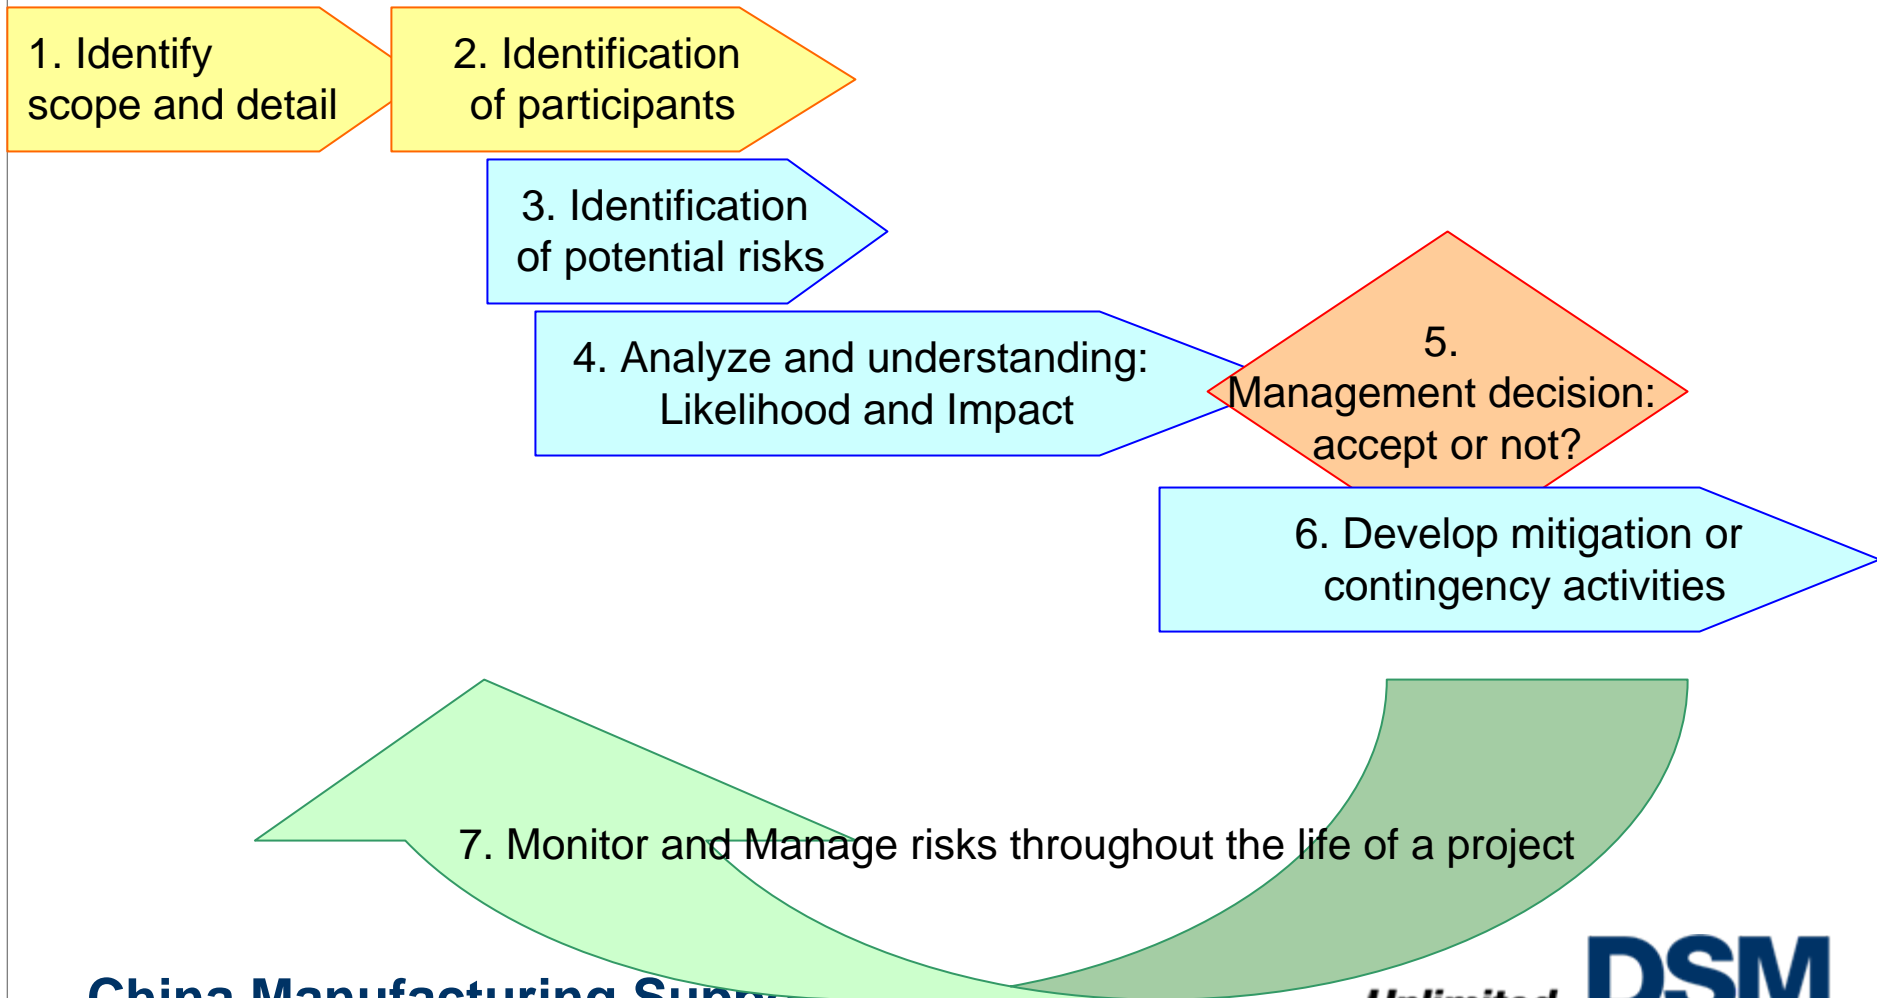 1. Identify
scope and detail
2. Identification
of participants
3. Identification
of potential risks
4. Analyze and understanding:
Likelihood and Impact
5.
Management decision:
accept or not?
6. Develop mitigation or
contingency activities
7. Monitor and Manage risks throughout the life of a project
China Manufacturing
Unlimited. DSM